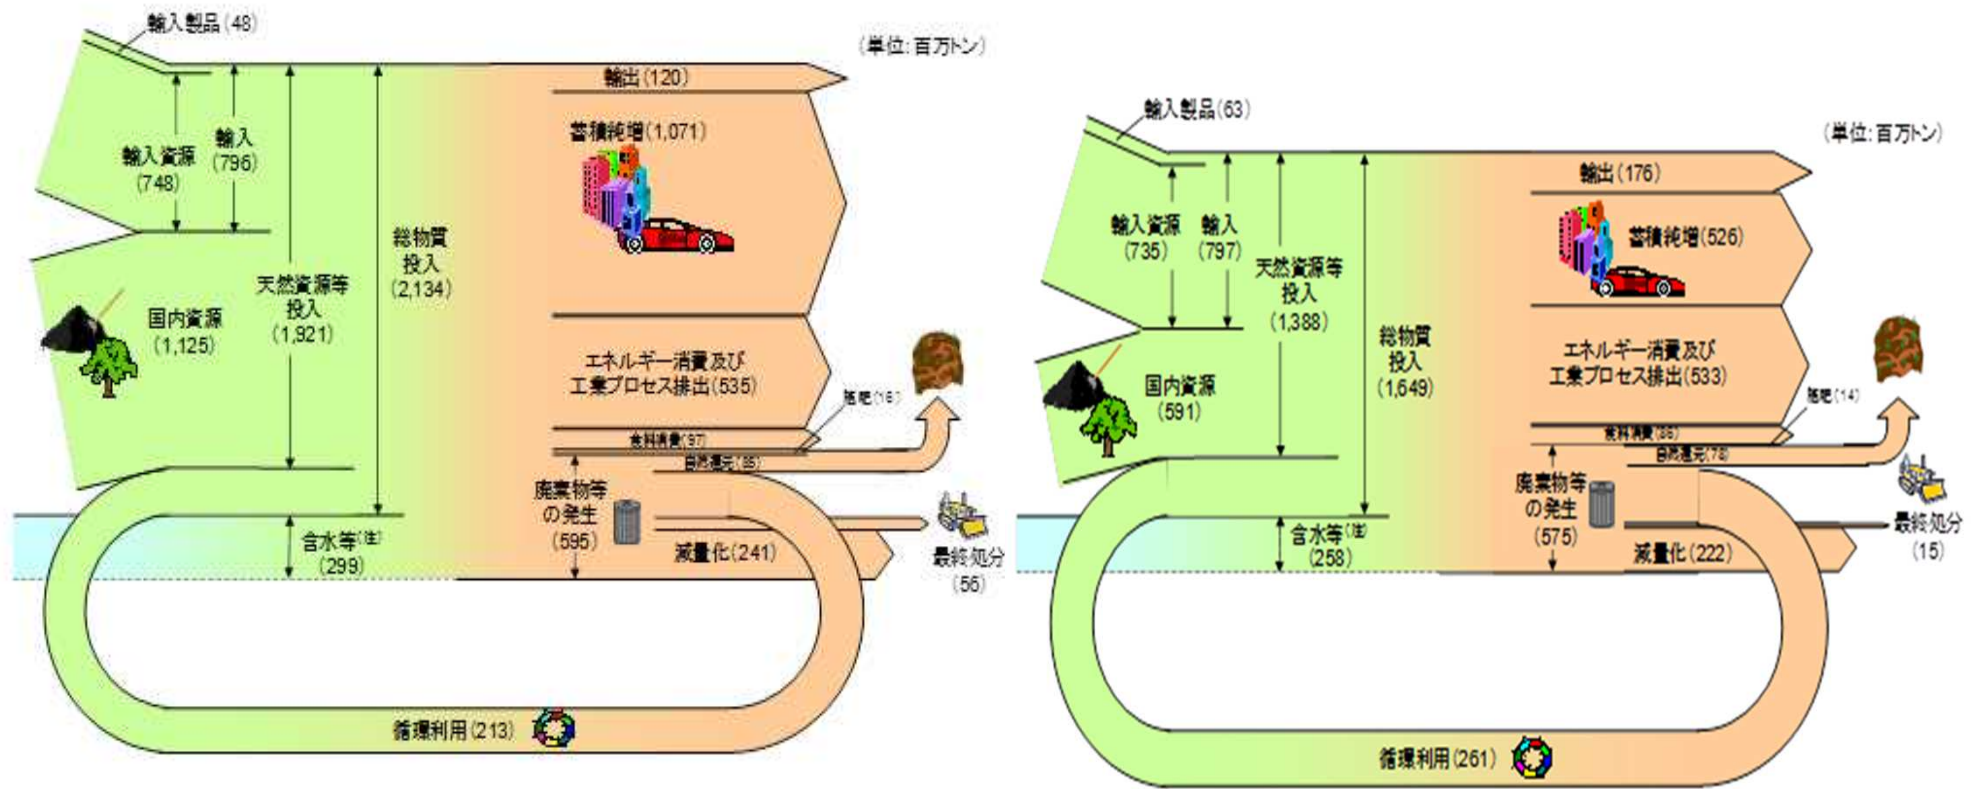 輸入製品(48)
(単位:百万トン)
輸出(120)
蓄積純増(1,071)
輸入
(796)
輸入資源
(748)
総物質
投入
(2,134)
天然資源等
投入
(1,921)
国内資源
(1,125)
エネルギー消費及び
工業プロセス排出(535)
施肥(16)
食料消費(97)
自然還元(85)
廃棄物等
の発生
(595)
含水等(注)
(299)
減量化(241)
最終処分
(56)
循環利用(213)
輸入製品(63)
(単位:百万トン)
輸出(176)
輸入資源
(735)
輸入
(797)
蓄積純増(526)
天然資源等
投入
(1,388)
総物質
投入
(1,649)
国内資源
(591)
エネルギー消費及び
工業プロセス排出(533)
施肥(14)
食料消費(86)
自然還元(78)
廃棄物等
の発生
(575)
含水等(注)
(258)
減量化(222)
最終処分
(15)
循環利用(261)